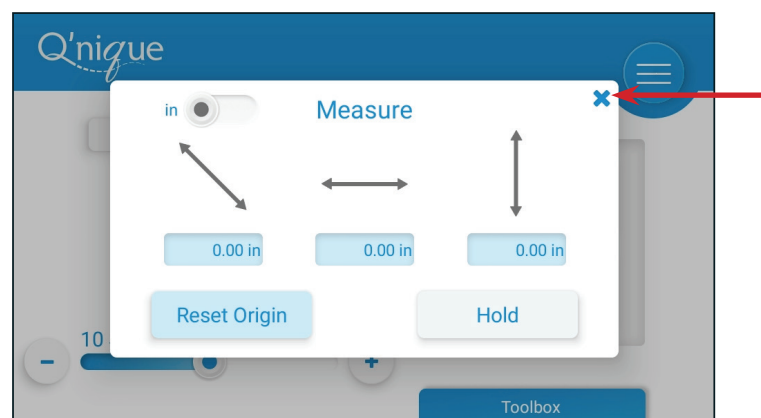 Q'nique
in
Measure
0.00 in
0.00 in
0.00 in
Reset Origin
Hold
10
Toolbox